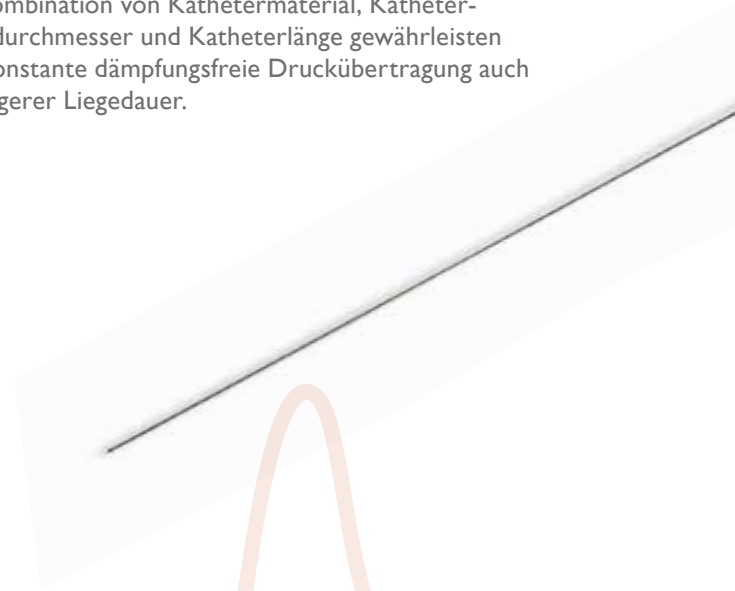 ombination von Kathetermaterial, Katheter-
durchmesser und Katheterlänge gewährleisten
onstante dämpfungsfreie Druckübertragung auch
gerer Liegedauer.